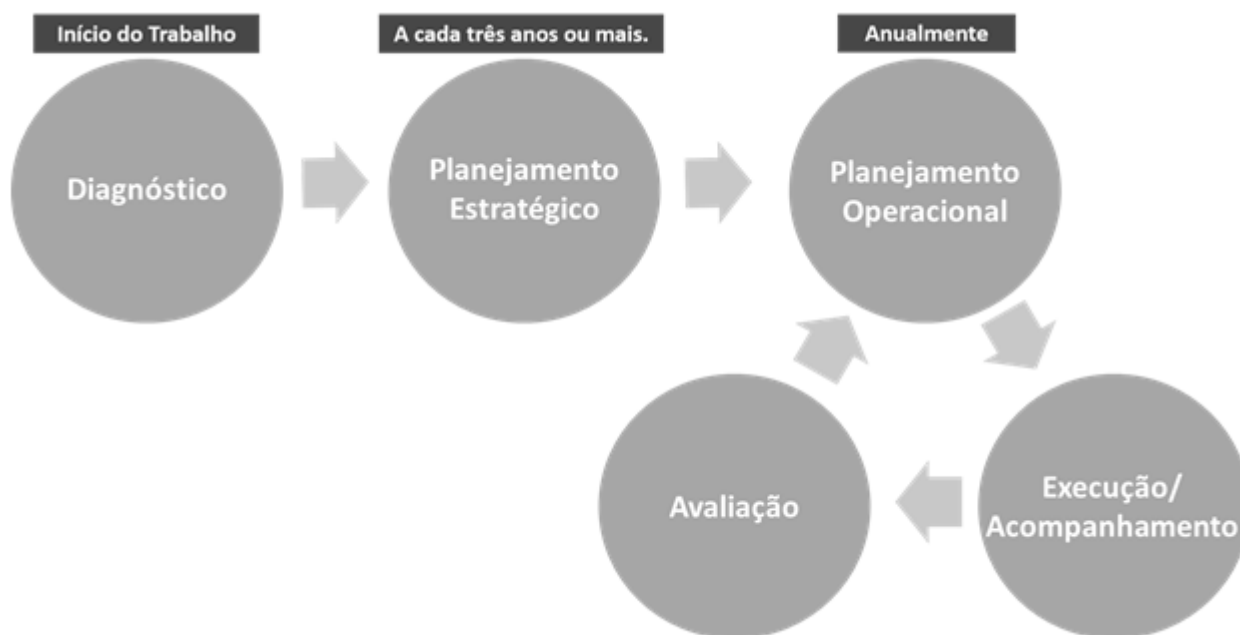 Início do Trabalho
A cada três anos ou mais.
Anualmente
Diagnóstico
Planejamento
Estratégico
Planejamento
Operacional
Avaliação
Execução/
Acompanhamento